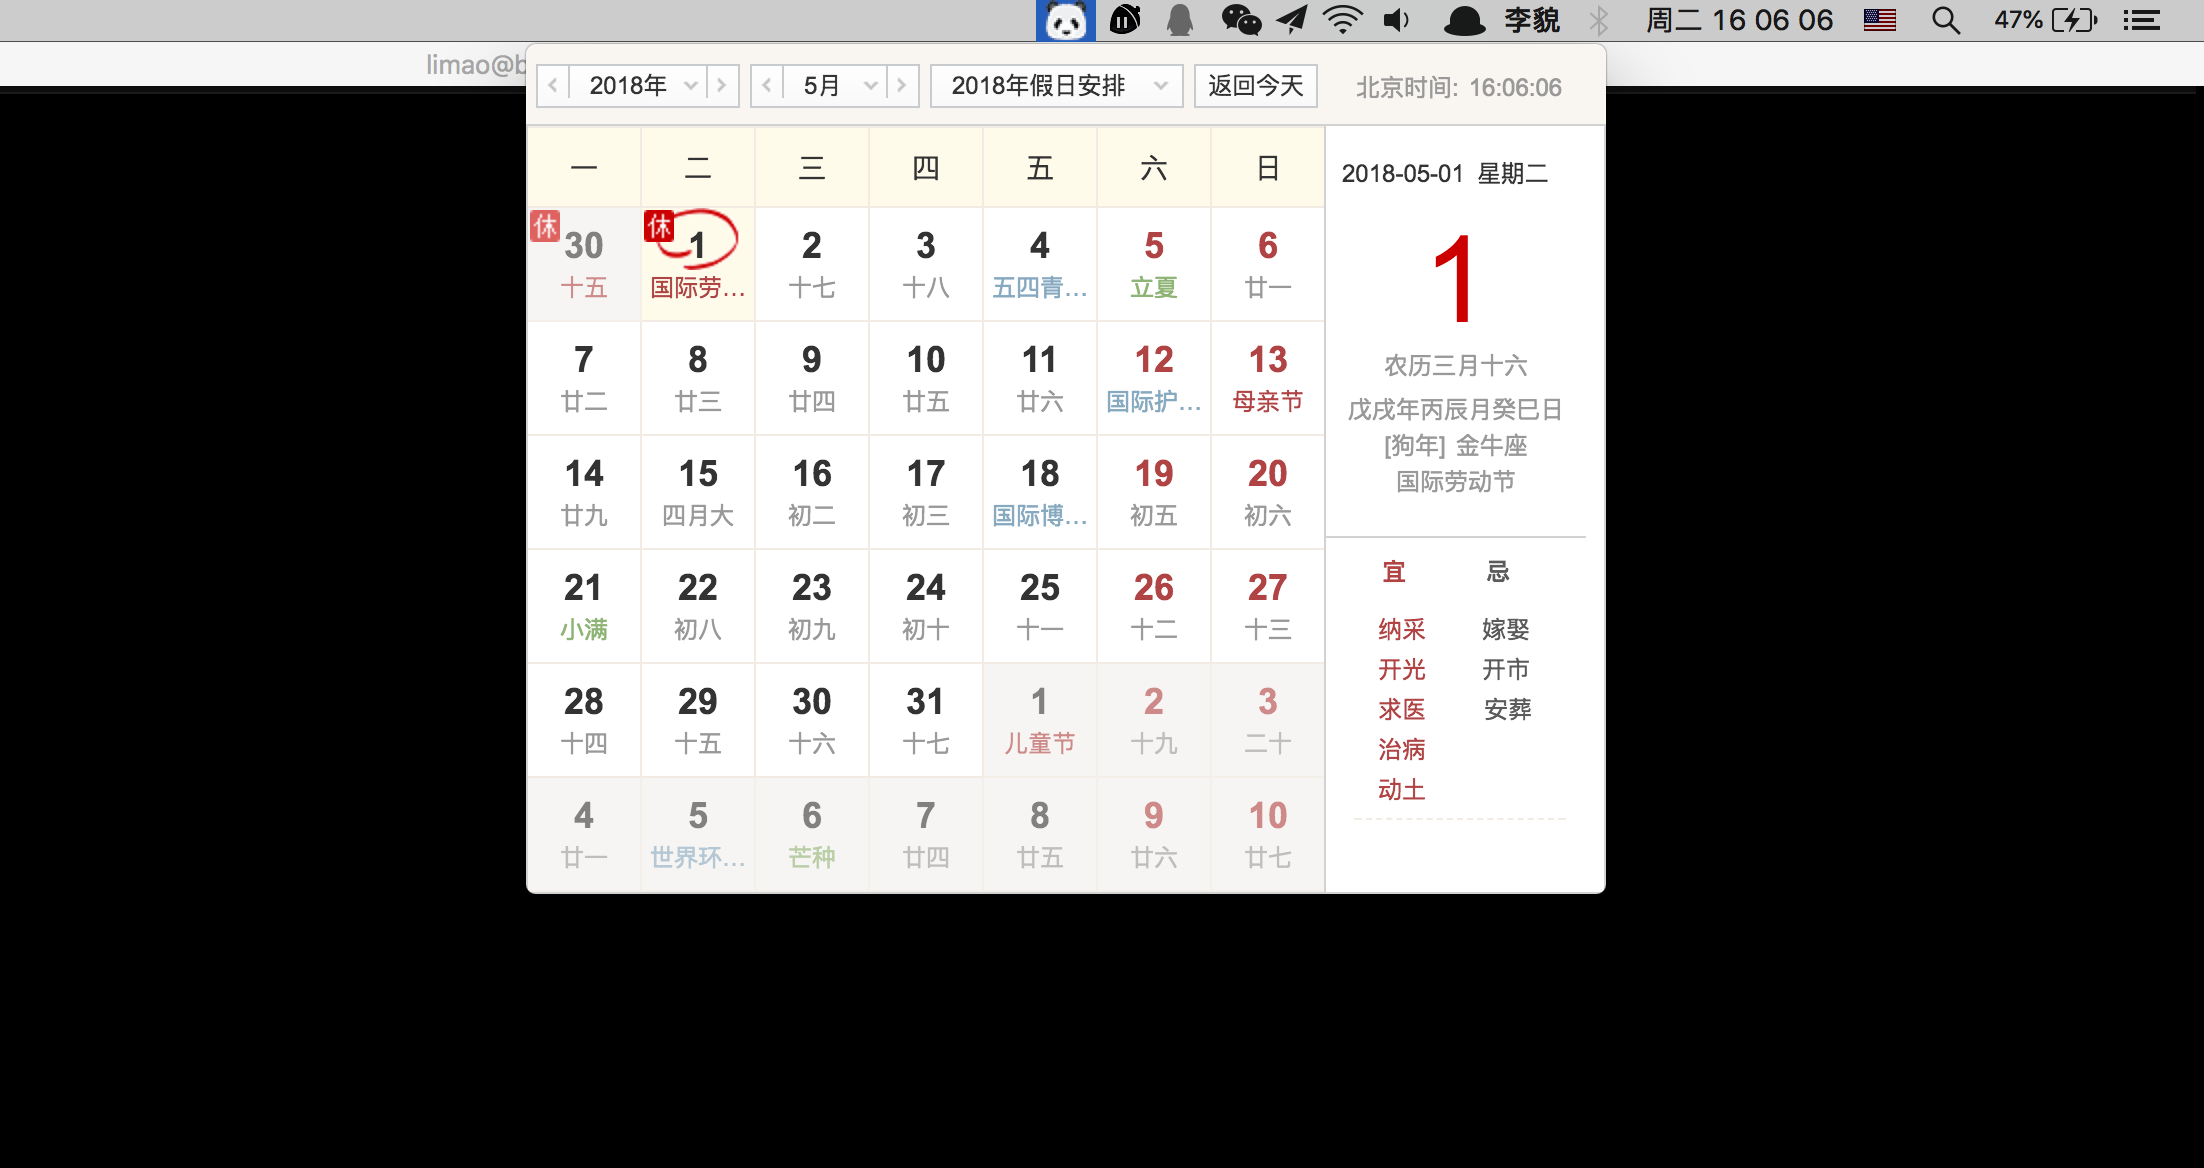 李貌 周二 16 06 06 47%
limao@b
2018年 5月 2018年假日安排 返回今天 北京时间: 16:06:06
一 二 三 四 五 六 日
休 30 休 1 2 3 4 5 6
十五 国际劳... 十七 十八 五四青... 立夏 廿一
7 8 9 10 11 12 13
廿二 廿三 廿四 廿五 廿六 国际护... 母亲节
14 15 16 17 18 19 20
廿九 四月大 初二 初三 国际博... 初五 初六
21 22 23 24 25 26 27
小满 初八 初九 初十 十一 十二 十三
28 29 30 31 1 2 3
十四 十五 十六 十七 儿童节 十九 二十
4 5 6 7 8 9 10
廿一 世界环... 芒种 廿四 廿五 廿六 廿七
2018-05-01 星期二
1
农历三月十六
戊戌年丙辰月癸巳日
[狗年] 金牛座
国际劳动节
宜 忌
纳采 嫁娶
开光 开市
求医 安葬
治病
动土